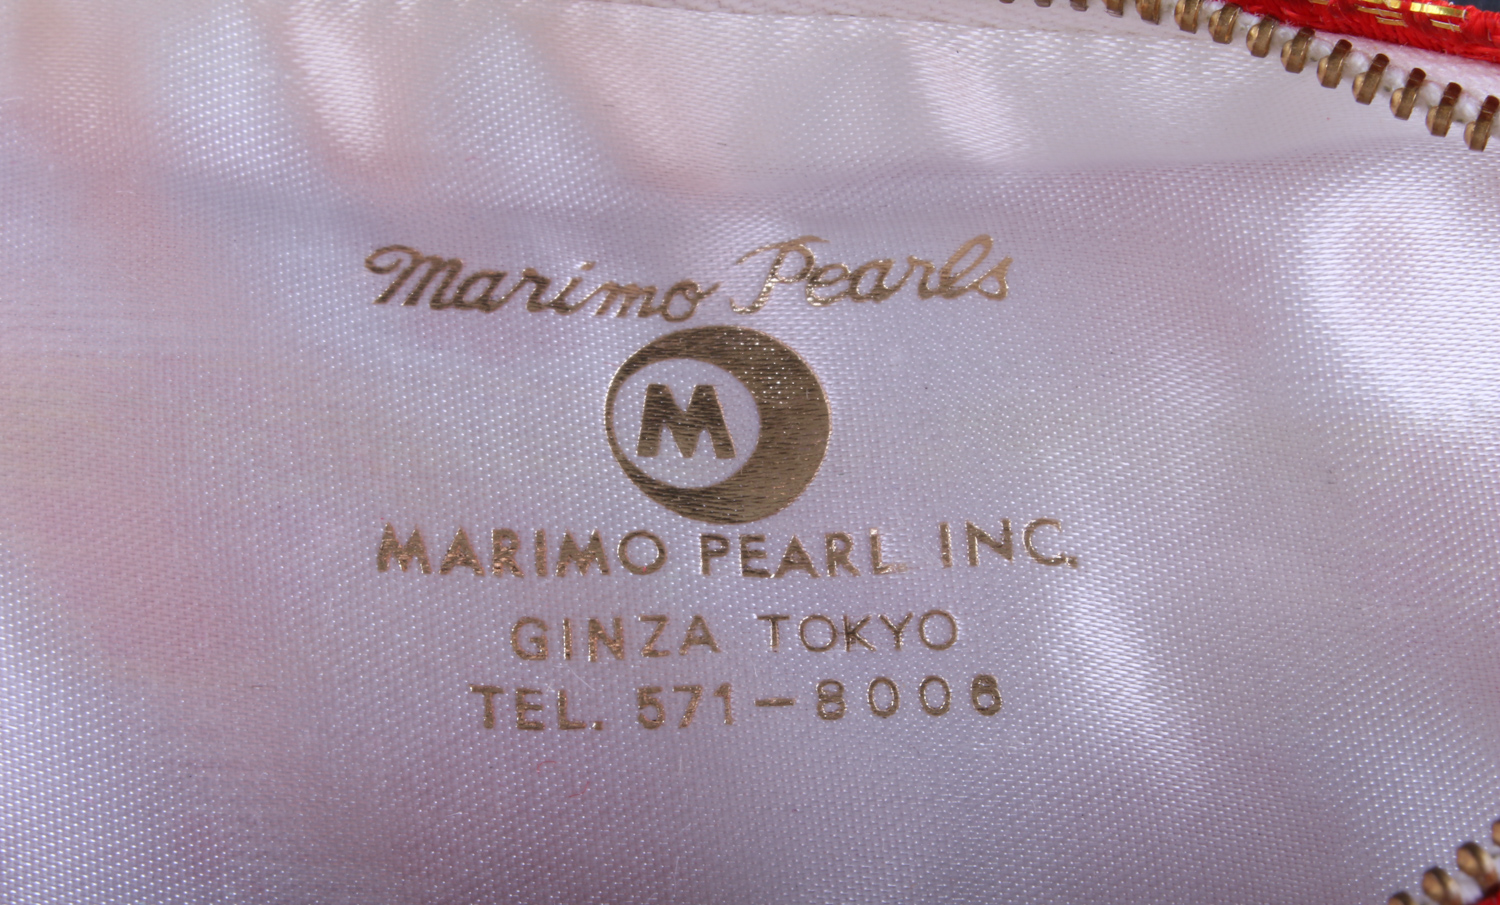 Marimo Pearls
M
MARIMO PEARL INC.
GINZA TOKYO
TEL. 571-8006